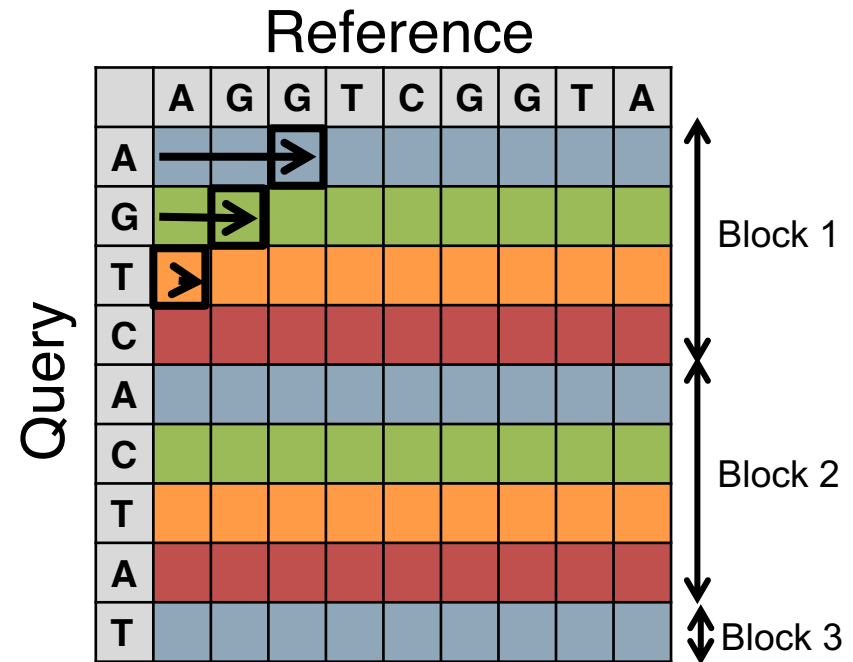 Reference
A G G T C G G T A
A
G
T
C
A
C
T
A
T
Query
Block 1
Block 2
Block 3